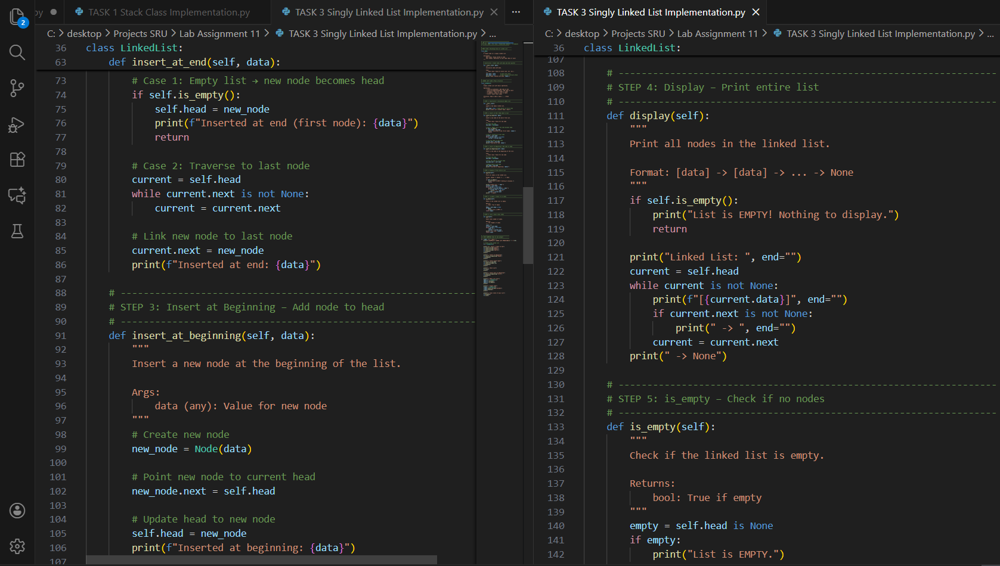 py ● TASK 1 Stack Class Implementation.py TASK 3 Singly Linked List Implementation.py × ···
C: > desktop > Projects SRU > Lab Assignment 11 > TASK 3 Singly Linked List Implementation.py > ...
2
36 class LinkedList:
63 def insert_at_end(self, data):
73 # Case 1: Empty list → new node becomes head
74 if self.is_empty():
75 self.head = new_node
76 print(f"Inserted at end (first node): {data}")
77 return
78
79 # Case 2: Traverse to last node
80 current = self.head
81 while current.next is not None:
82 current = current.next
83
84 # Link new node to last node
85 current.next = new_node
86 print(f"Inserted at end: {data}")
87
88 # --------------------------------------------------------------
89 # STEP 3: Insert at Beginning – Add node to head
90 # --------------------------------------------------------------
91 def insert_at_beginning(self, data):
92 """
93 Insert a new node at the beginning of the list.
94
95 Args:
96 data (any): Value for new node
97 """
98 # Create new node
99 new_node = Node(data)
100
101 # Point new node to current head
102 new_node.next = self.head
103
104 # Update head to new node
105 self.head = new_node
106 print(f"Inserted at beginning: {data}")
107
TASK 3 Singly Linked List Implementation.py ×
C: > desktop > Projects SRU > Lab Assignment 11 > TASK 3 Singly Linked List Implementation.py > ...
36 class LinkedList:
107
108 # ------------------------------------------------------------------
109 # STEP 4: Display – Print entire list
110 # ------------------------------------------------------------------
111 def display(self):
112 """
113 Print all nodes in the linked list.
114
115 Format: [data] -> [data] -> ... -> None
116 """
117 if self.is_empty():
118 print("List is EMPTY! Nothing to display.")
119 return
120
121 print("Linked List: ", end="")
122 current = self.head
123 while current is not None:
124 print(f"[{current.data}]", end="")
125 if current.next is not None:
126 print(" -> ", end="")
127 current = current.next
128 print(" -> None")
129
130 # ------------------------------------------------------------------
131 # STEP 5: is_empty – Check if no nodes
132 # ------------------------------------------------------------------
133 def is_empty(self):
134 """
135 Check if the linked list is empty.
136
137 Returns:
138 bool: True if empty
139 """
140 empty = self.head is None
141 if empty:
142 print("List is EMPTY.")